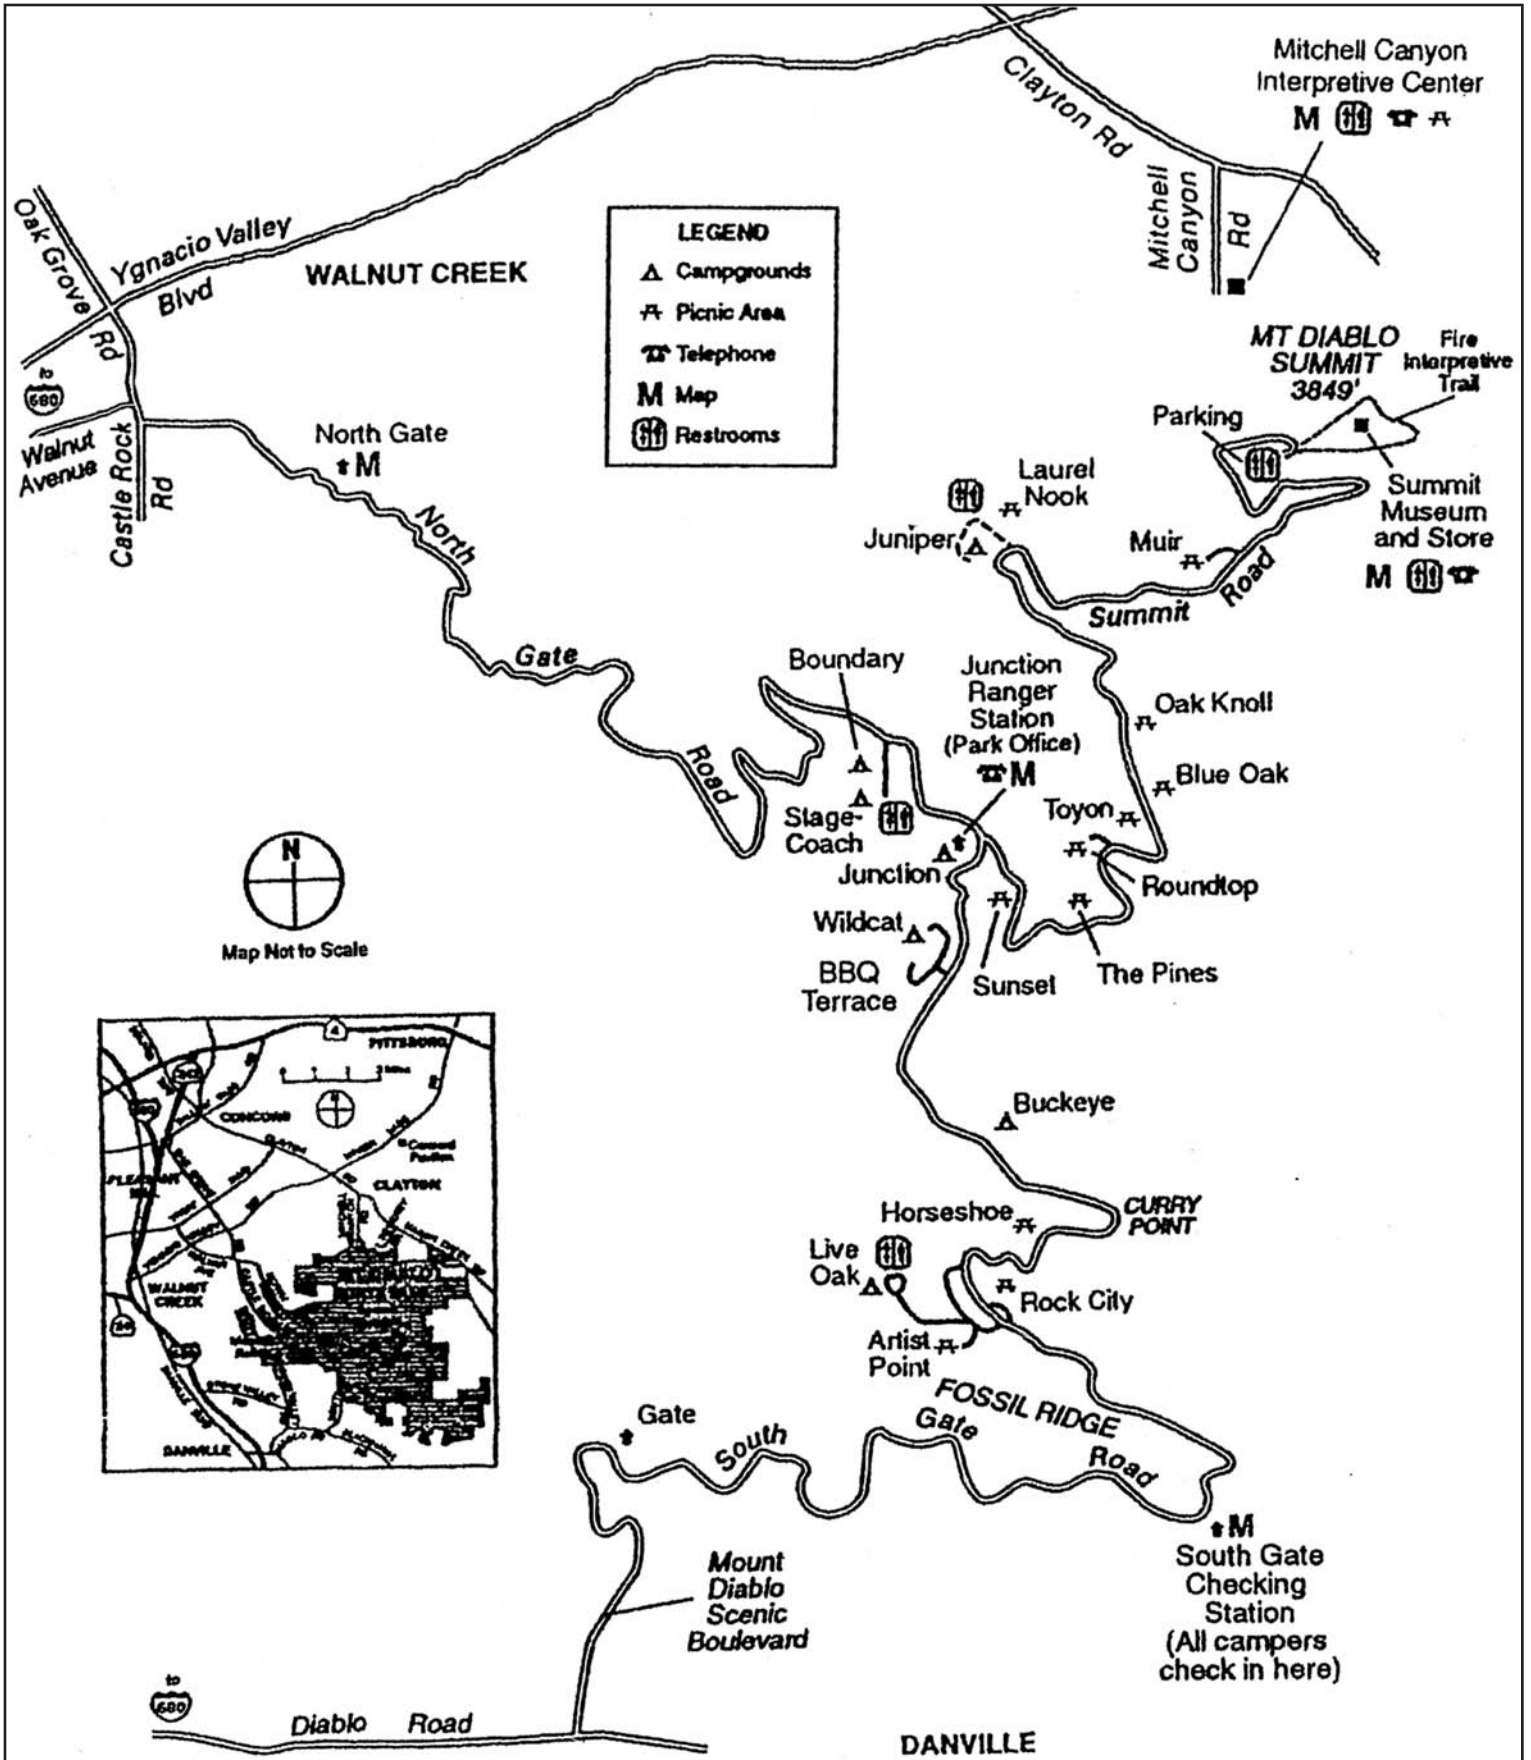 Mitchell Canyon
Interpretive Center
M
Clayton Rd
Mitchell
Canyon
Rd
Oak Grove
Rd
Ygnacio Valley
Blvd
WALNUT CREEK
to
680
Walnut
Avenue
Castle Rock
Rd
North Gate
M
LEGEND
Campgrounds
Picnic Area
Telephone
M Map
Restrooms
MT DIABLO
SUMMIT
3849'
Fire
Interpretive
Trail
Parking
Summit
Museum
and Store
M
Laurel
Nook
Juniper
Muir
Summit
Road
North
Gate
Road
Boundary
Junction
Ranger
Station
(Park Office)
M
Oak Knoll
Blue Oak
Toyon
Stage-
Coach
Junction
Roundtop
Wildcat
BBQ
Terrace
Sunset
The Pines
N
Map Not to Scale
Buckeye
CURRY
POINT
Horseshoe
Live
Oak
Rock City
Artist
Point
FOSSIL RIDGE
Gate
South
Gate
Road
M
South Gate
Checking
Station
(All campers
check in here)
Mount
Diablo
Scenic
Boulevard
to
680
Diablo Road
DANVILLE
4
PITTSBURG
CONCORD
CLAYTON
PLEASANT
HILL
WALNUT
CREEK
DANVILLE